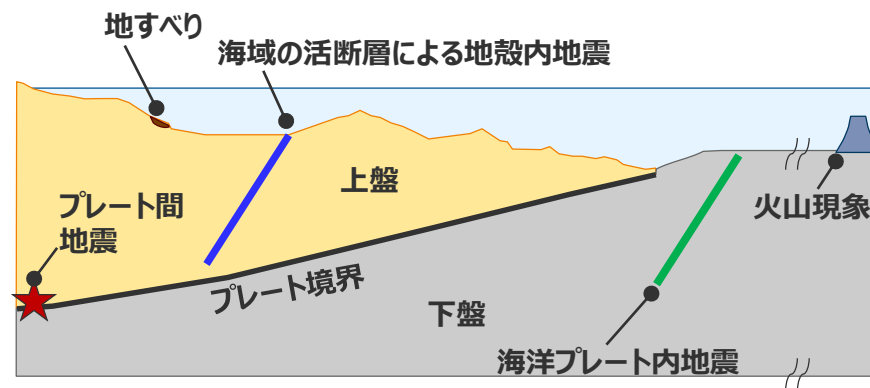 地すべり
海域の活断層による地殻内地震
上盤
プレート間
地震
火山現象
プレート境界
下盤
海洋プレート内地震